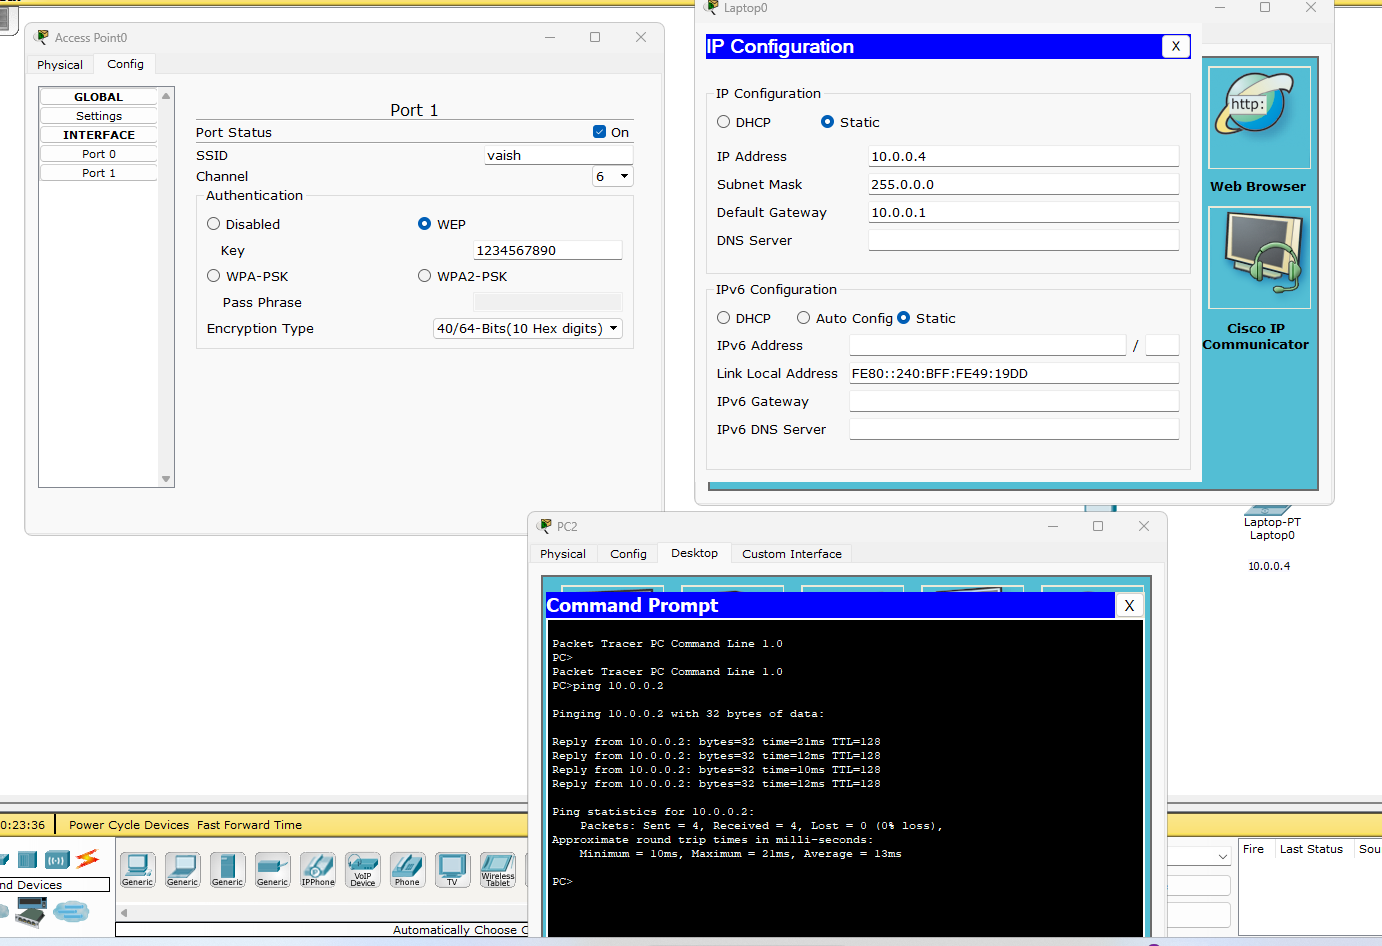 Access Point0
Physical
Config
GLOBAL
Settings
INTERFACE
Port 0
Port 1
Port 1
Port Status
On
SSID
vaish
Channel
6
Authentication
Disabled
WEP
Key
1234567890
WPA-PSK
WPA2-PSK
Pass Phrase
Encryption Type
40/64-Bits(10 Hex digits)
Laptop0
IP Configuration
X
IP Configuration
DHCP
Static
IP Address
10.0.0.4
Subnet Mask
255.0.0.0
Default Gateway
10.0.0.1
DNS Server
IPv6 Configuration
DHCP
Auto Config
Static
IPv6 Address
/
Link Local Address
FE80::240:BFF:FE49:19DD
IPv6 Gateway
IPv6 DNS Server
http:
Web Browser
Cisco IP
Communicator
Laptop-PT
Laptop0
10.0.0.4
PC2
Physical
Config
Desktop
Custom Interface
Command Prompt
X
Packet Tracer PC Command Line 1.0
PC>
Packet Tracer PC Command Line 1.0
PC>ping 10.0.0.2
Pinging 10.0.0.2 with 32 bytes of data:
Reply from 10.0.0.2: bytes=32 time=21ms TTL=128
Reply from 10.0.0.2: bytes=32 time=12ms TTL=128
Reply from 10.0.0.2: bytes=32 time=10ms TTL=128
Reply from 10.0.0.2: bytes=32 time=12ms TTL=128
Ping statistics for 10.0.0.2:
Packets: Sent = 4, Received = 4, Lost = 0 (0% loss),
Approximate round trip times in milli-seconds:
Minimum = 10ms, Maximum = 21ms, Average = 13ms
PC>
0:23:36
Power Cycle Devices Fast Forward Time
nd Devices
Generic
Generic
Generic
Generic
IPPhone
VoIP
Device
Phone
TV
Wireless
Tablet
Automatically Choose C
Fire
Last Status
Sou